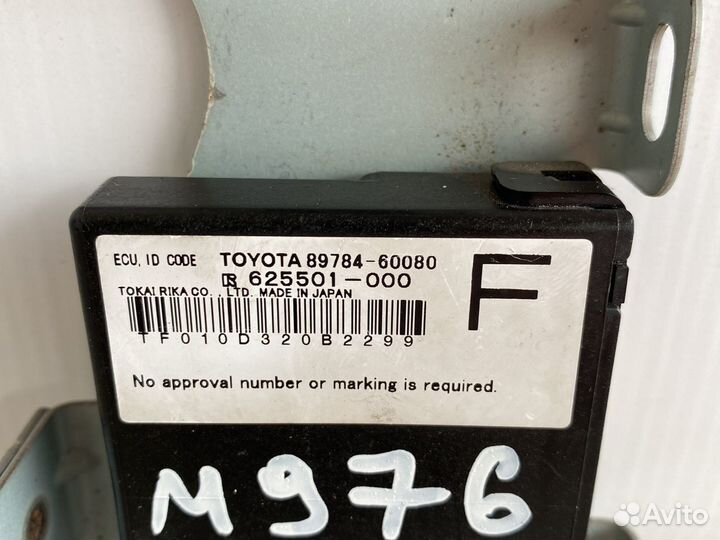 ECU, ID CODE TOYOTA 89784-60080
R 625501-000
TOKAI RIKA CO., LTD. MADE IN JAPAN
F
TF010D320B2299
No approval number or marking is required.
M976
Avito